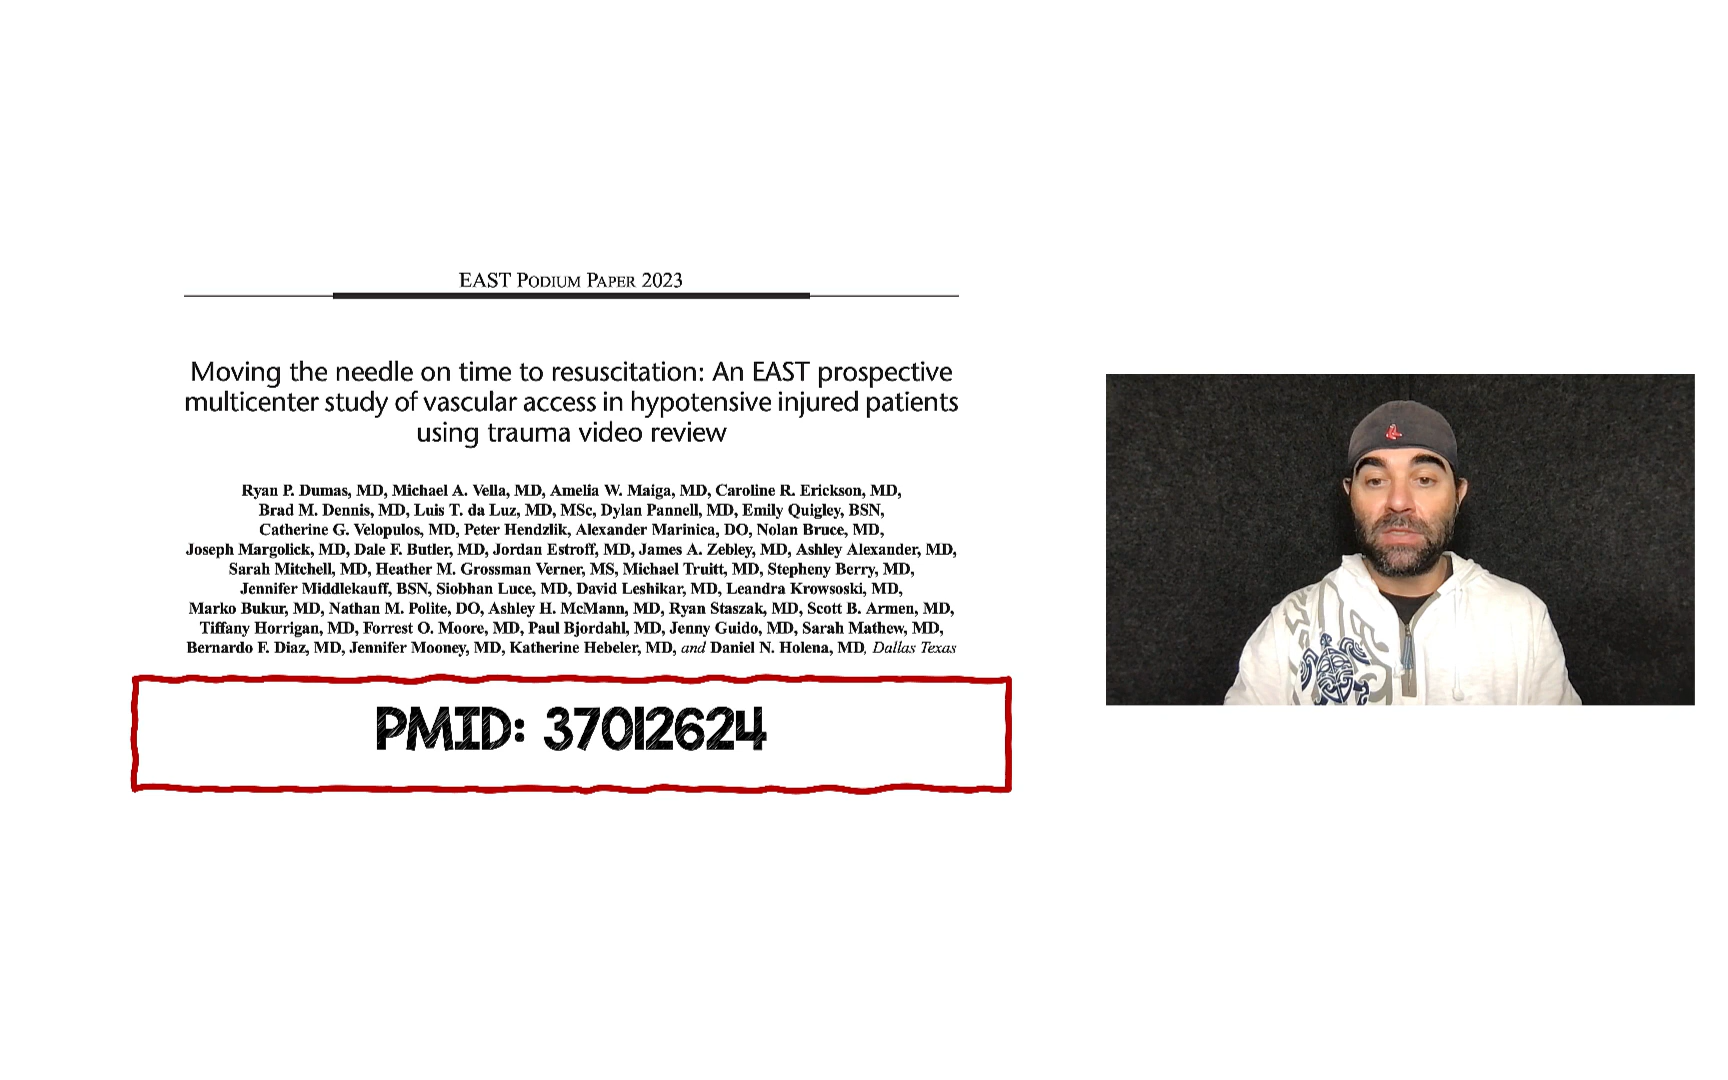 EAST PODIUM PAPER 2023
Moving the needle on time to resuscitation: An EAST prospective
multicenter study of vascular access in hypotensive injured patients
using trauma video review
Ryan P. Dumas, MD, Michael A. Vella, MD, Amelia W. Maiga, MD, Caroline R. Erickson, MD,
Brad M. Dennis, MD, Luis T. da Luz, MD, MSc, Dylan Pannell, MD, Emily Quigley, BSN,
Catherine G. Velopulos, MD, Peter Hendzlik, Alexander Marinica, DO, Nolan Bruce, MD,
Joseph Margolick, MD, Dale F. Butler, MD, Jordan Estroff, MD, James A. Zebley, MD, Ashley Alexander, MD,
Sarah Mitchell, MD, Heather M. Grossman Verner, MS, Michael Truitt, MD, Stepheny Berry, MD,
Jennifer Middlekauff, BSN, Siobhan Luce, MD, David Leshikar, MD, Leandra Krowsoski, MD,
Marko Bukur, MD, Nathan M. Polite, DO, Ashley H. McMann, MD, Ryan Staszak, MD, Scott B. Armen, MD,
Tiffany Horrigan, MD, Forrest O. Moore, MD, Paul Bjordahl, MD, Jenny Guido, MD, Sarah Mathew, MD,
Bernardo F. Diaz, MD, Jennifer Mooney, MD, Katherine Hebeler, MD, and Daniel N. Holena, MD, Dallas Texas
PMID: 37012624